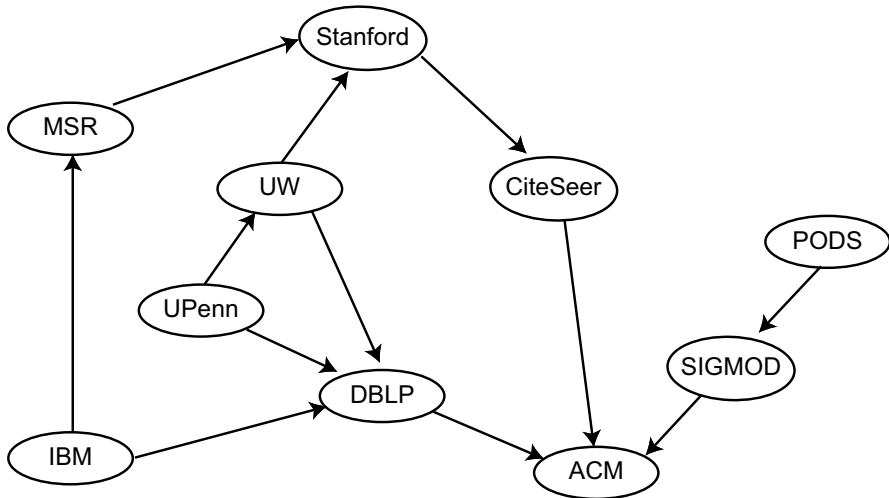 Stanford
MSR
UW
CiteSeer
PODS
UPenn
SIGMOD
DBLP
IBM
ACM